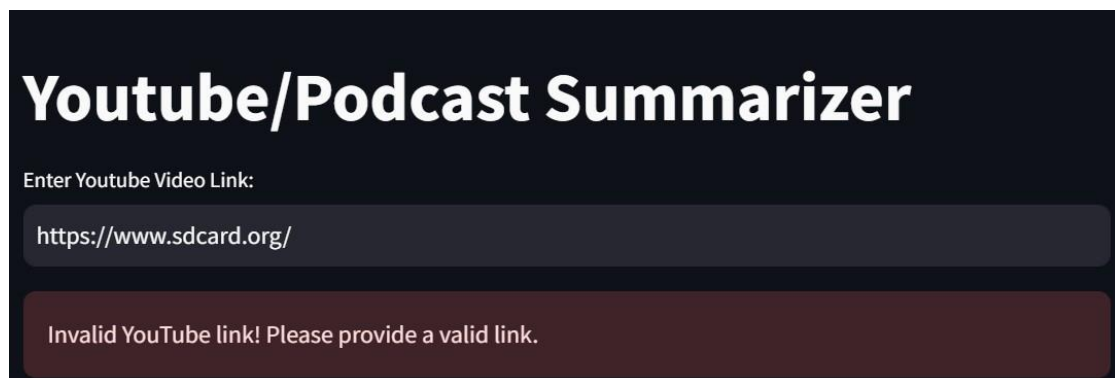 Youtube/Podcast Summarizer
Enter Youtube Video Link:
https://www.sdcard.org/
Invalid YouTube link! Please provide a valid link.